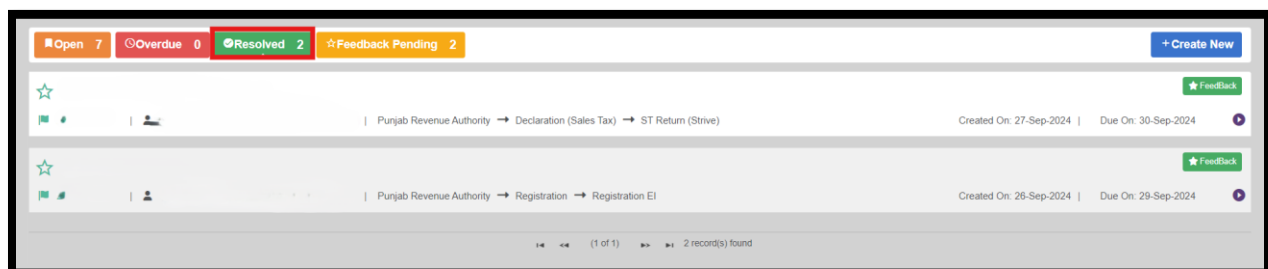 Open 7 Overdue 0 Resolved 2 Feedback Pending 2 +Create New
FeedBack
| | Punjab Revenue Authority → Declaration (Sales Tax) → ST Return (Strive) Created On: 27-Sep-2024 | Due On: 30-Sep-2024
FeedBack
| | Punjab Revenue Authority → Registration → Registration EI Created On: 26-Sep-2024 | Due On: 29-Sep-2024
(1 of 1) 2 record(s) found